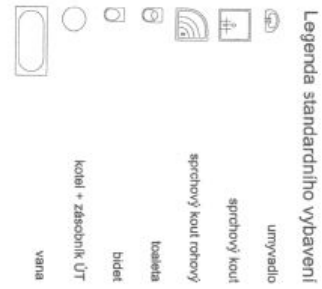 Legenda standardního vybavení
umyvadlo
sprchový kout
sprchový kout rohový
toaleta
bidet
kotel + zásobník ÚT
vana